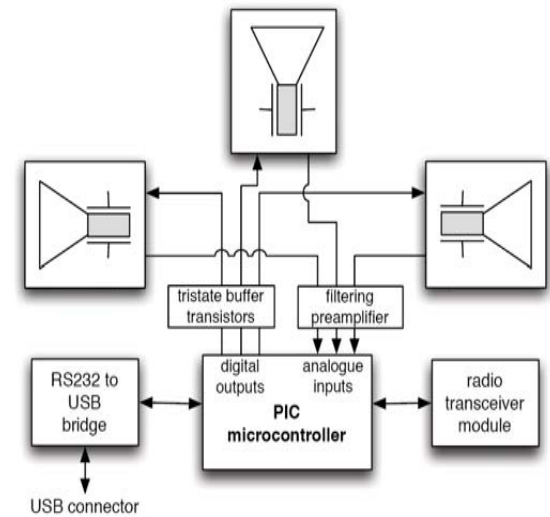 tristate buffer
transistors
filtering
preamplifier
digital
outputs
analogue
inputs
PIC
microcontroller
RS232 to
USB
bridge
radio
transceiver
module
USB connector